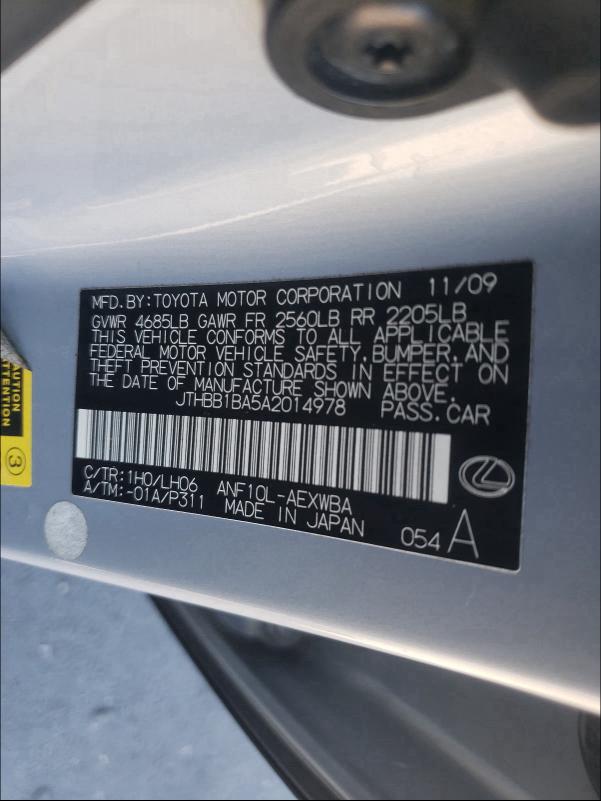 MFD.BY:TOYOTA MOTOR CORPORATION 11/09
GVWR 4685LB GAWR FR 2560LB RR 2205LB
THIS VEHICLE CONFORMS TO ALL APPLICABLE
FEDERAL MOTOR VEHICLE SAFETY, BUMPER, AND
THEFT PREVENTION STANDARDS IN EFFECT ON
THE DATE OF MANUFACTURE SHOWN ABOVE.
JTHBB1BA5A2014978 PASS.CAR
C/TR:1H0/LH06 ANF10L-AEXWBA
A/TM:-01A/P311 MADE IN JAPAN 054 A
CAUTION
ATTENTION
3